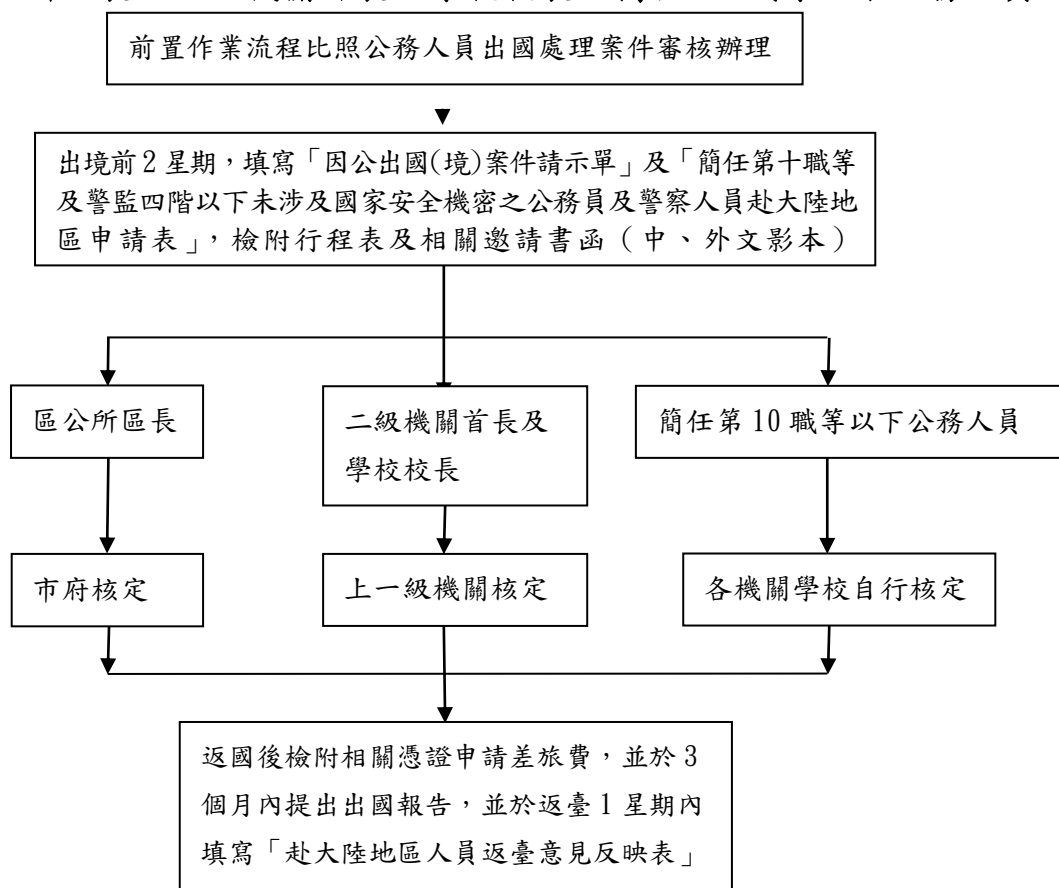 前置作業流程比照公務人員出國處理案件審核辦理
出境前2星期，填寫「因公出國(境)案件請示單」及「簡任第十職等
及警監四階以下未涉及國家安全機密之公務員及警察人員赴大陸地
區申請表」，檢附行程表及相關邀請書函（中、外文影本）
區公所區長
二級機關首長及
學校校長
簡任第10職等以下公務人員
市府核定
上一級機關核定
各機關學校自行核定
返國後檢附相關憑證申請差旅費，並於3
個月內提出出國報告，並於返臺1星期內
填寫「赴大陸地區人員返臺意見反映表」